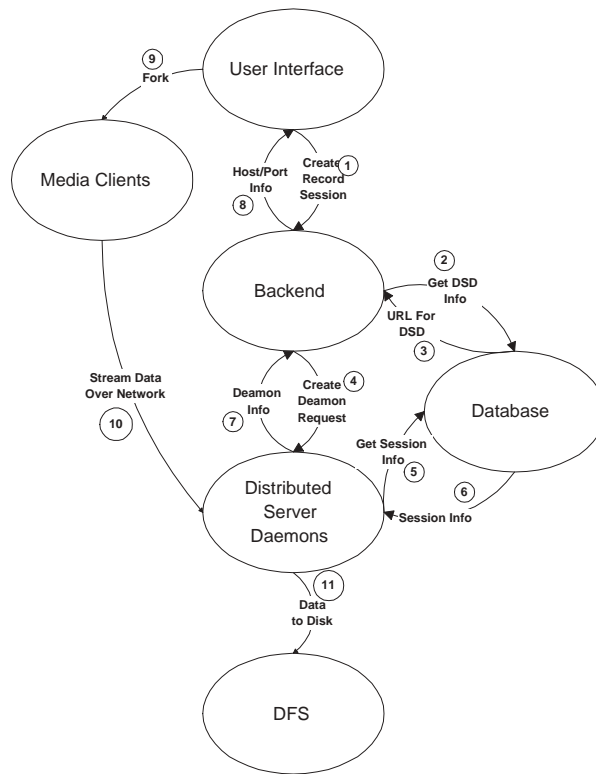 9
Fork
User Interface
Media Clients
Host/Port
Info
8
Create
Record
Session
1
Backend
2
Get DSD
Info
URL For
DSD
3
Stream Data
Over Network
10
Deamon
Info
7
Create
Deamon
Request
4
Database
Get Session
Info
5
6
Session Info
Distributed
Server
Daemons
11
Data
to Disk
DFS